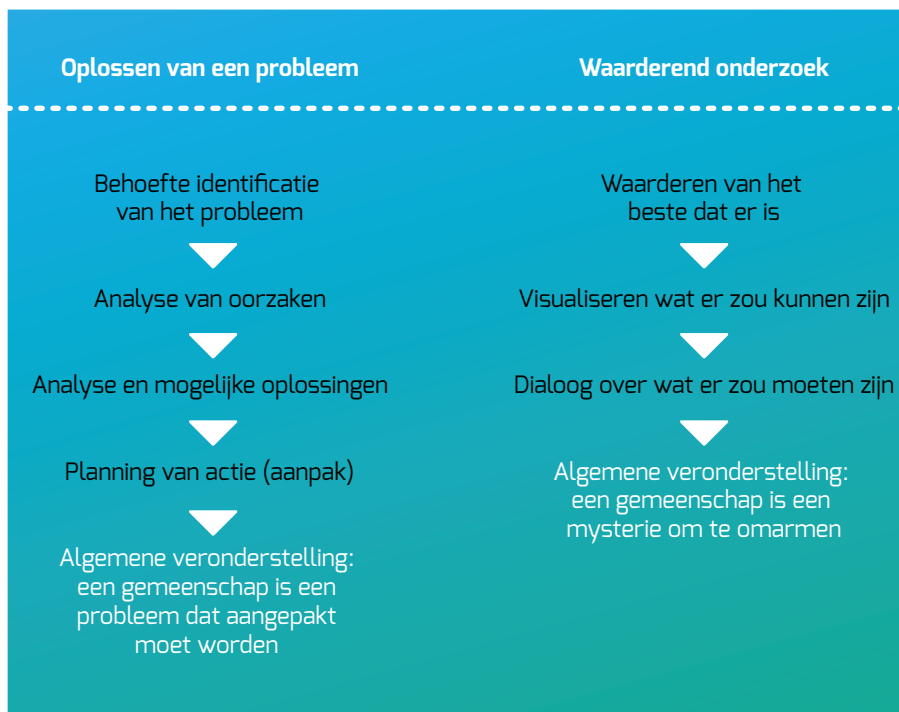 Oplossen van een probleem
Behoefte identificatie
van het probleem
Analyse van oorzaken
Analyse en mogelijke oplossingen
Planning van actie (aanpak)
Algemene veronderstelling:
een gemeenschap is een
probleem dat aangepakt
moet worden
Waarderend onderzoek
Waarderen van het
beste dat er is
Visualiseren wat er zou kunnen zijn
Dialoog over wat er zou moeten zijn
Algemene veronderstelling:
een gemeenschap is een
mysterie om te omarmen